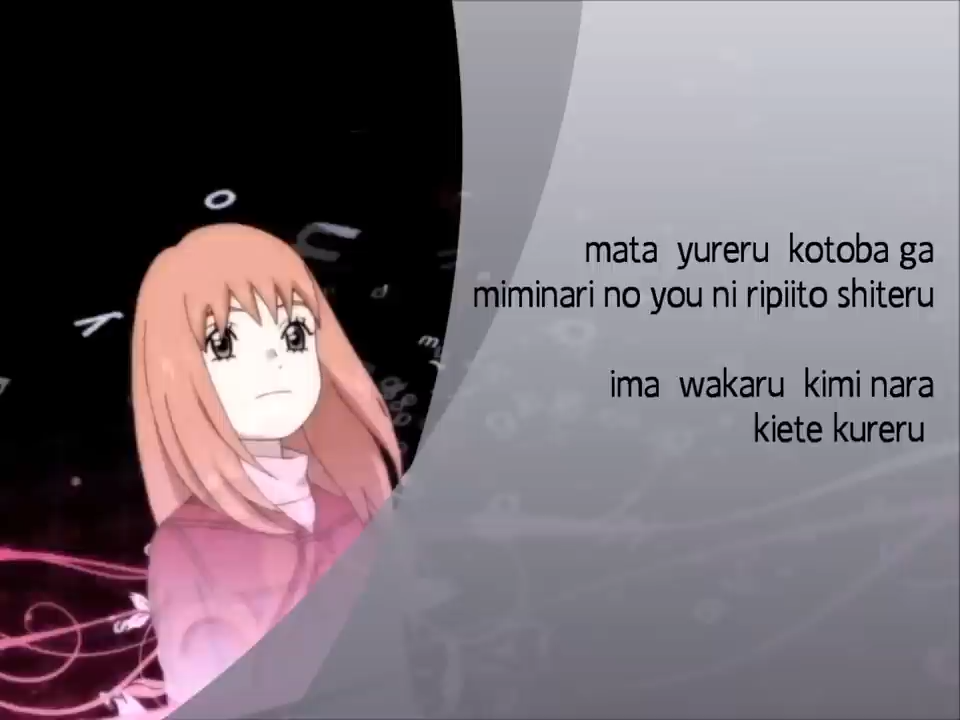 mata yureru kotoba ga
miminari no you ni ripiito shiteru
ima wakaru kimi nara
kiete kureru